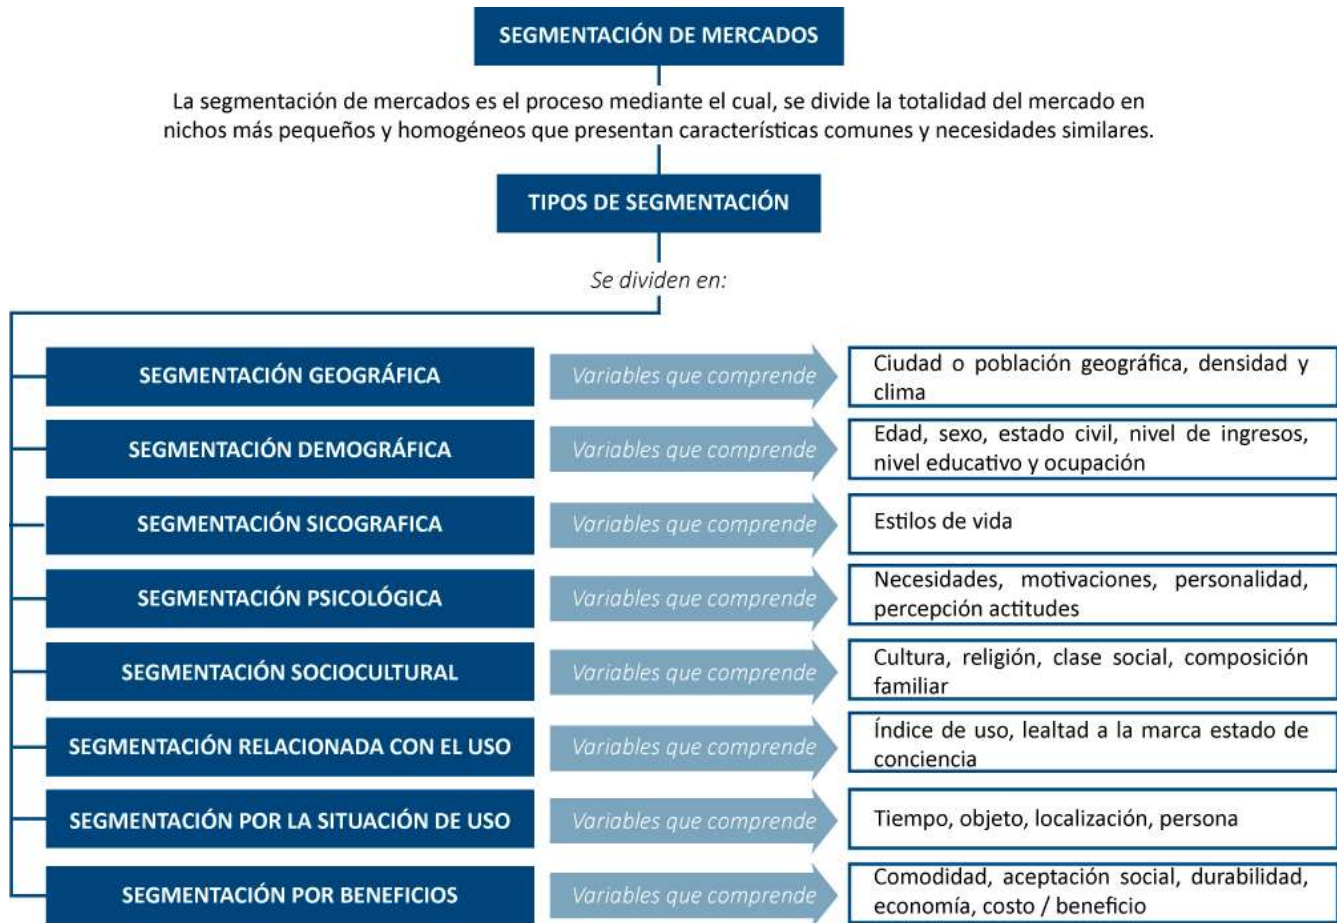 SEGMENTACIÓN DE MERCADOS
La segmentación de mercados es el proceso mediante el cual, se divide la totalidad del mercado en
nichos más pequeños y homogéneos que presentan características comunes y necesidades similares.
TIPOS DE SEGMENTACIÓN
Se dividen en:
SEGMENTACIÓN GEOGRÁFICA
Variables que comprende
Ciudad o población geográfica, densidad y
clima
SEGMENTACIÓN DEMOGRÁFICA
Variables que comprende
Edad, sexo, estado civil, nivel de ingresos,
nivel educativo y ocupación
SEGMENTACIÓN SICOGRAFICA
Variables que comprende
Estilos de vida
SEGMENTACIÓN PSICOLÓGICA
Variables que comprende
Necesidades, motivaciones, personalidad,
percepción actitudes
SEGMENTACIÓN SOCIOCULTURAL
Variables que comprende
Cultura, religión, clase social, composición
familiar
SEGMENTACIÓN RELACIONADA CON EL USO
Variables que comprende
Índice de uso, lealtad a la marca estado de
conciencia
SEGMENTACIÓN POR LA SITUACIÓN DE USO
Variables que comprende
Tiempo, objeto, localización, persona
SEGMENTACIÓN POR BENEFICIOS
Variables que comprende
Comodidad, aceptación social, durabilidad,
economía, costo / beneficio